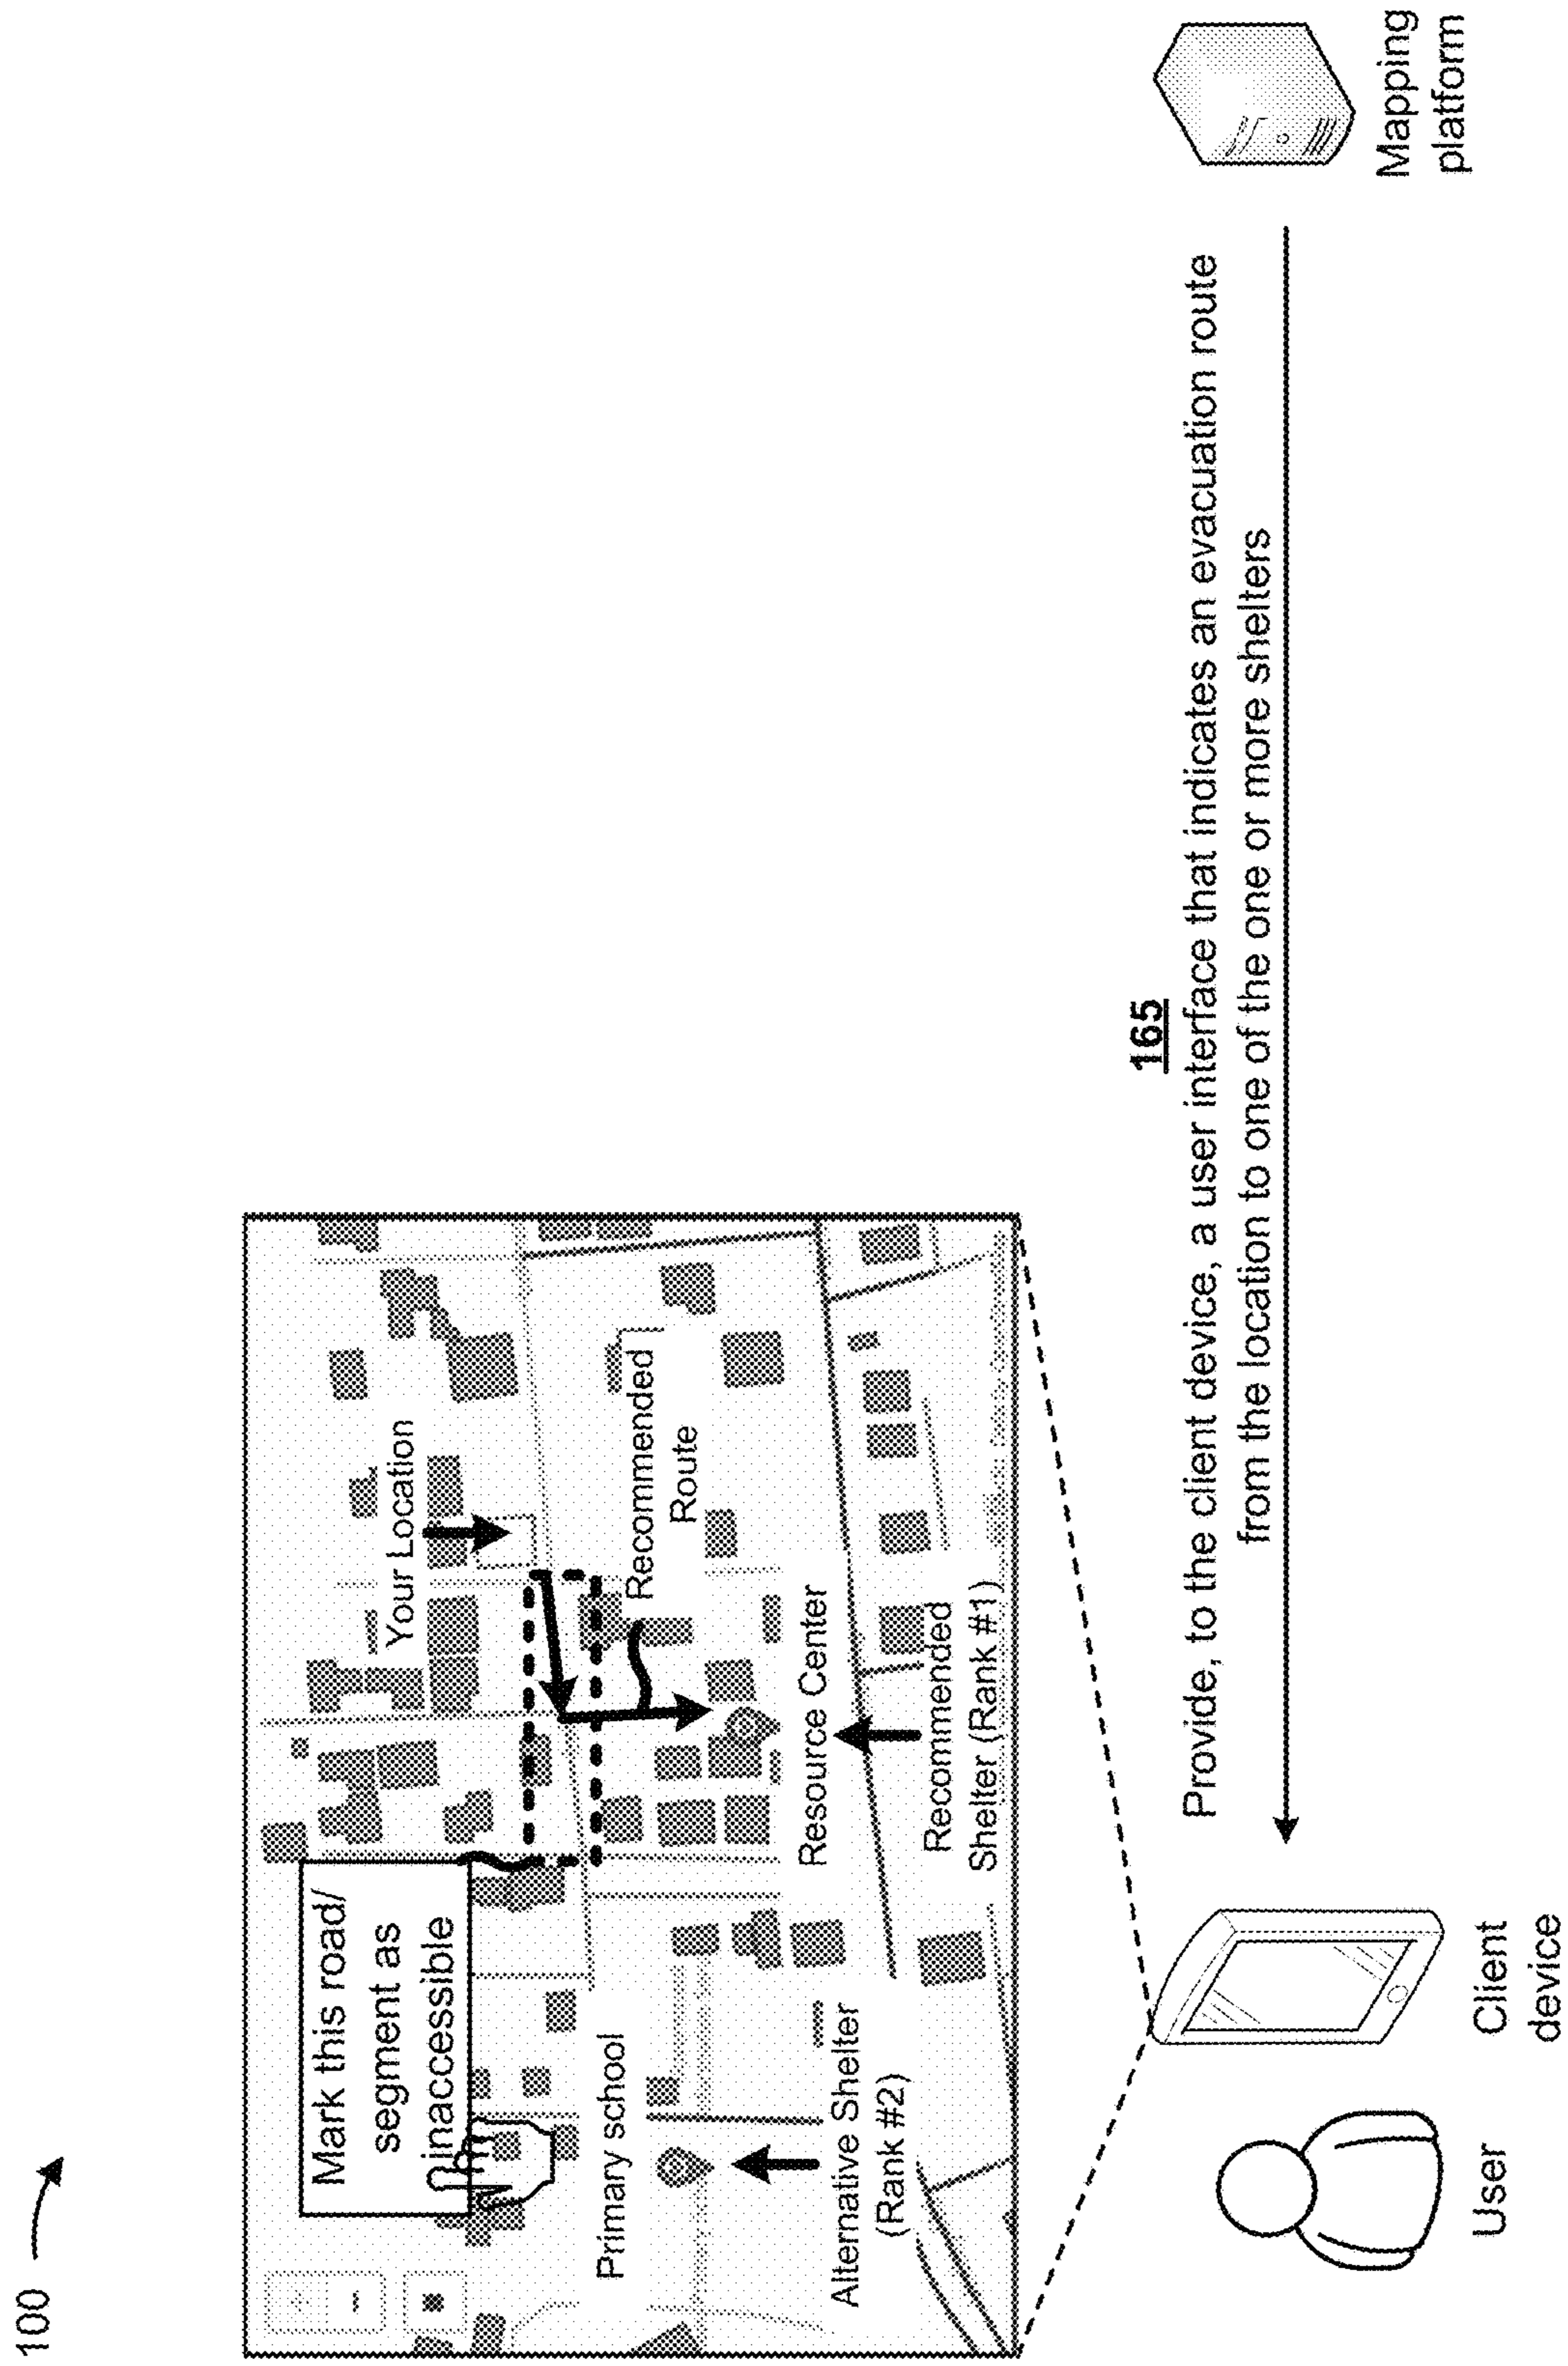 100
Mark this road/
segment as
inaccessible
Your Location
Primary school
Recommended
Route
Resource Center
Alternative Shelter
(Rank #2)
Recommended
Shelter (Rank #1)
165
Provide, to the client device, a user interface that indicates an evacuation route
from the location to one of the one or more shelters
User
Client
device
Mapping
platform